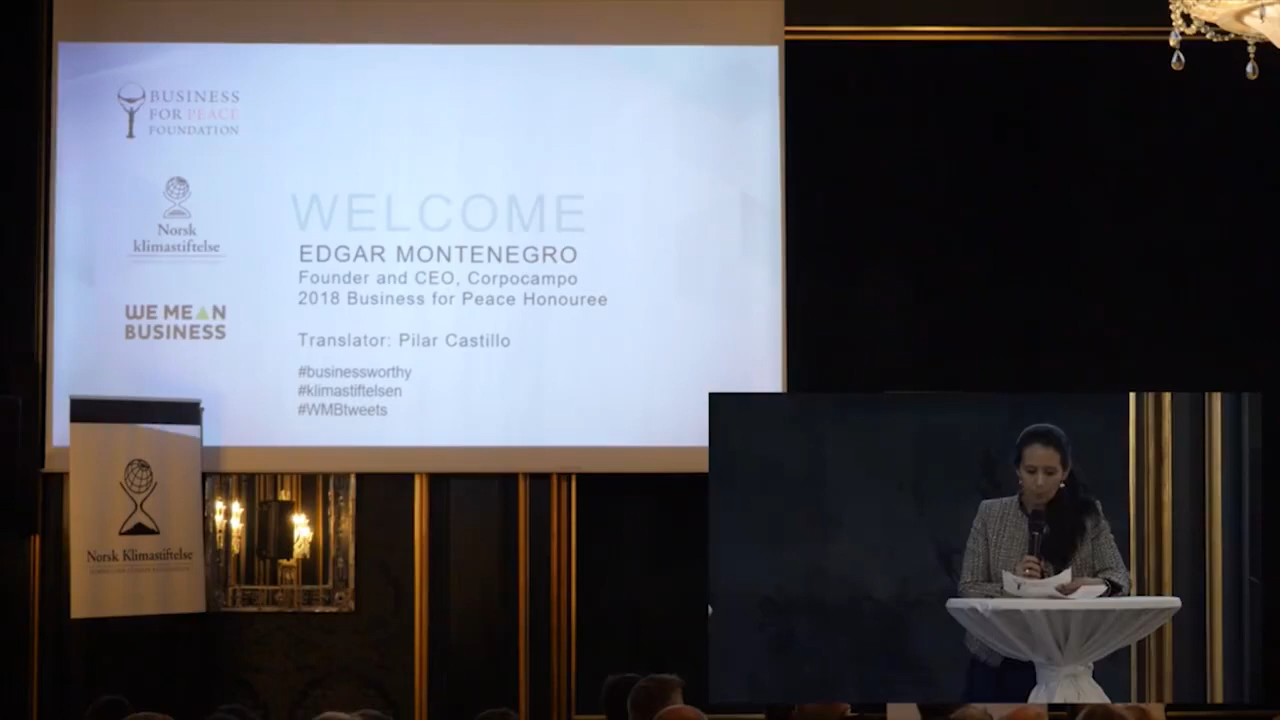 BUSINESS
FOR PEACE
FOUNDATION
Norsk
klimastiftelse
WE MEAN
BUSINESS
WELCOME
EDGAR MONTENEGRO
Founder and CEO, Corpocampo
2018 Business for Peace Honouree
Translator: Pilar Castillo
#businessworthy
#klimastiftelsen
#WMBtweets
Norsk Klimastiftelse